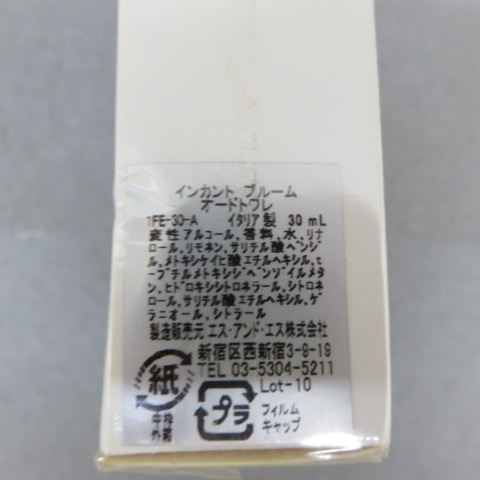 インカント ブルーム
オードトワレ
1FE-30-A イタリア製 30 mL
変性アルコール､香料､水､リナ
ロール､リモネン､サリチル酸ベンジ
ル､メトキシケイヒ酸エチルヘキシル､t-
ブチルメトキシジベンゾイルメタ
ン､ヒドロキシシトロネラール､シトロネ
ロール､サリチル酸エチルヘキシル､ゲ
ラニオール､シトラール
製造販売元 エス･アンド･エス株式会社
新宿区西新宿3-9-19
TEL 03-5304-5211
Lot-10
紙
プラ
フィルム
キャップ